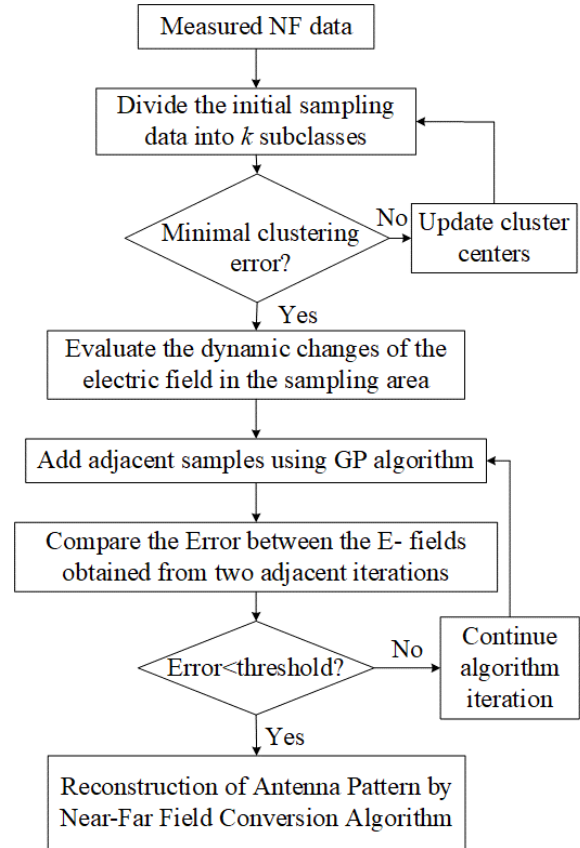 Measured NF data
Divide the initial sampling
data into k subclasses
Minimal clustering
error?
No
Update cluster
centers
Yes
Evaluate the dynamic changes of the
electric field in the sampling area
Add adjacent samples using GP algorithm
Compare the Error between the E- fields
obtained from two adjacent iterations
Error<threshold?
No
Continue
algorithm
iteration
Yes
Reconstruction of Antenna Pattern by
Near-Far Field Conversion Algorithm